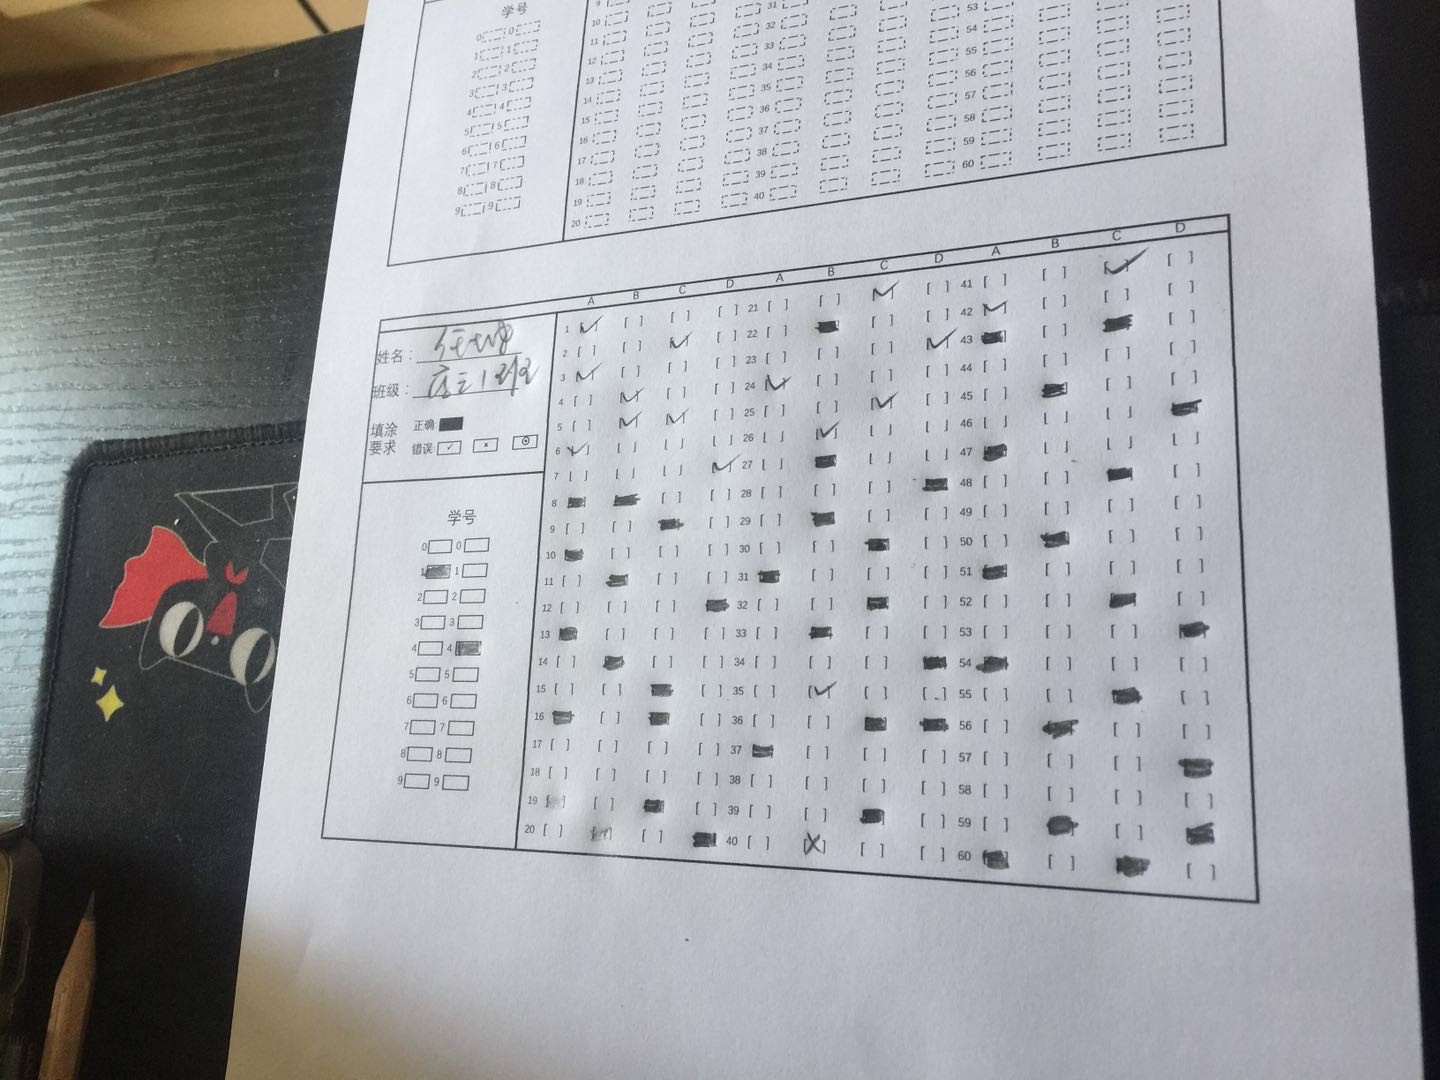 学号
0 0
1 1
2 2
3 3
4 4
5 5
6 6
7 7
8 8
9 9
9 31 53
10 32 54
11 33 55
12 34 56
13 35 57
14 36 58
15 37 59
16 38 60
17 39
18 40
19
20
A B C D A B C D A B C D
姓名：
班级：
填涂要求
正确
错误 ✓ × ⊙
学号
0 0
1 1
2 2
3 3
4 4
5 5
6 6
7 7
8 8
9 9
1 [ ] [ ] [ ] [ ] 21 [ ] [ ] [ ] [ ] 41 [ ] [ ] [ ] [ ]
2 [ ] [ ] [ ] [ ] 22 [ ] [ ] [ ] [ ] 42 [ ] [ ] [ ] [ ]
3 [ ] [ ] [ ] [ ] 23 [ ] [ ] [ ] [ ] 43 [ ] [ ] [ ] [ ]
4 [ ] [ ] [ ] [ ] 24 [ ] [ ] [ ] [ ] 44 [ ] [ ] [ ] [ ]
5 [ ] [ ] [ ] [ ] 25 [ ] [ ] [ ] [ ] 45 [ ] [ ] [ ] [ ]
6 [ ] [ ] [ ] [ ] 26 [ ] [ ] [ ] [ ] 46 [ ] [ ] [ ] [ ]
7 [ ] [ ] [ ] [ ] 27 [ ] [ ] [ ] [ ] 47 [ ] [ ] [ ] [ ]
8 [ ] [ ] [ ] [ ] 28 [ ] [ ] [ ] [ ] 48 [ ] [ ] [ ] [ ]
9 [ ] [ ] [ ] [ ] 29 [ ] [ ] [ ] [ ] 49 [ ] [ ] [ ] [ ]
10 [ ] [ ] [ ] [ ] 30 [ ] [ ] [ ] [ ] 50 [ ] [ ] [ ] [ ]
11 [ ] [ ] [ ] [ ] 31 [ ] [ ] [ ] [ ] 51 [ ] [ ] [ ] [ ]
12 [ ] [ ] [ ] [ ] 32 [ ] [ ] [ ] [ ] 52 [ ] [ ] [ ] [ ]
13 [ ] [ ] [ ] [ ] 33 [ ] [ ] [ ] [ ] 53 [ ] [ ] [ ] [ ]
14 [ ] [ ] [ ] [ ] 34 [ ] [ ] [ ] [ ] 54 [ ] [ ] [ ] [ ]
15 [ ] [ ] [ ] [ ] 35 [ ] [ ] [ ] [ ] 55 [ ] [ ] [ ] [ ]
16 [ ] [ ] [ ] [ ] 36 [ ] [ ] [ ] [ ] 56 [ ] [ ] [ ] [ ]
17 [ ] [ ] [ ] [ ] 37 [ ] [ ] [ ] [ ] 57 [ ] [ ] [ ] [ ]
18 [ ] [ ] [ ] [ ] 38 [ ] [ ] [ ] [ ] 58 [ ] [ ] [ ] [ ]
19 [ ] [ ] [ ] [ ] 39 [ ] [ ] [ ] [ ] 59 [ ] [ ] [ ] [ ]
20 [ ] [ ] [ ] [ ] 40 [ ] [ ] [ ] [ ] 60 [ ] [ ] [ ] [ ]